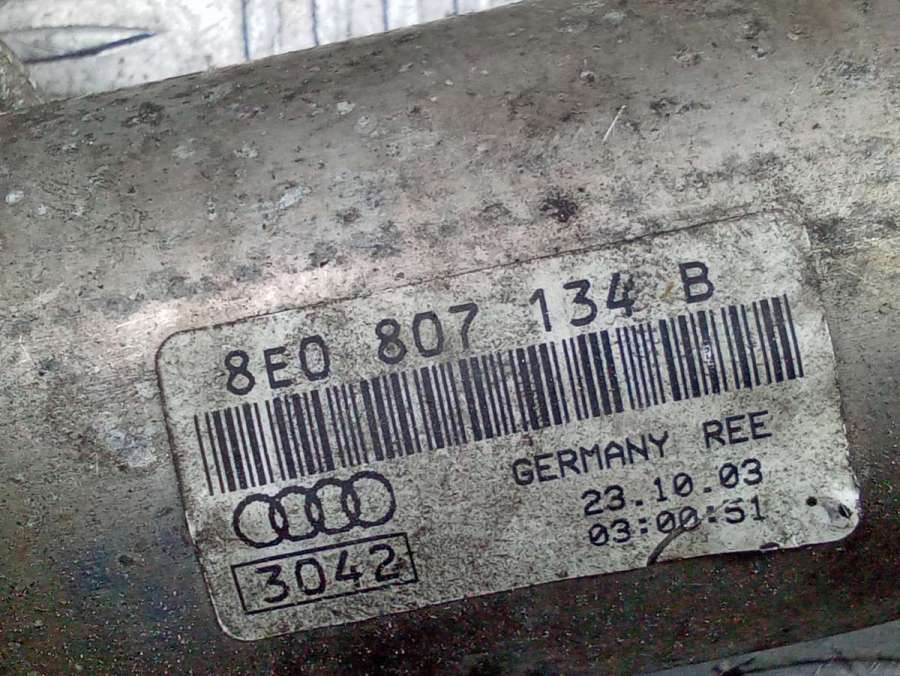 8E0 807 134 B
GERMANY REE
23.10.03
03:00:51
3042